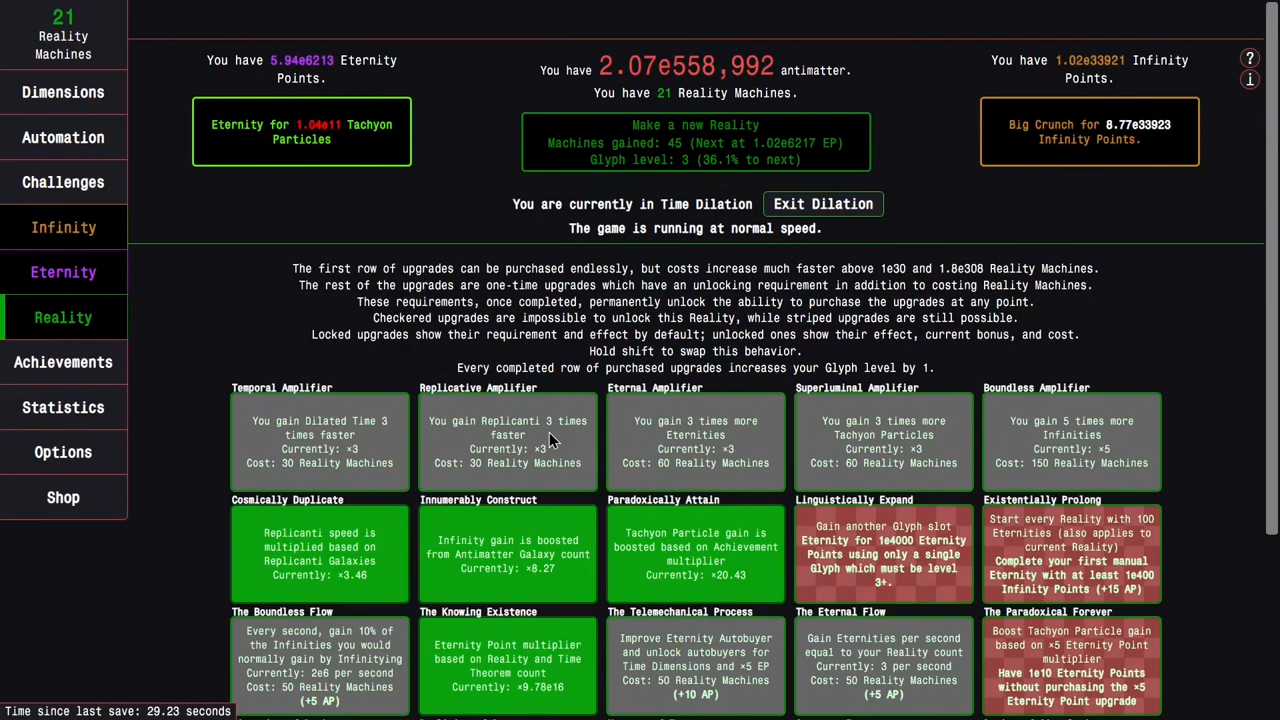 21
Reality
Machines
Dimensions
Automation
Challenges
Infinity
Eternity
Reality
Achievements
Statistics
Options
Shop
You have 5.94e6213 Eternity
Points.
Eternity for 1.04e11 Tachyon
Particles
You have 2.07e558,992 antimatter.
You have 21 Reality Machines.
Make a new Reality
Machines gained: 45 (Next at 1.02e6217 EP)
Glyph level: 3 (36.1% to next)
You have 1.02e33921 Infinity
Points.
Big Crunch for 8.77e33923
Infinity Points.
?
i
You are currently in Time Dilation Exit Dilation
The game is running at normal speed.
The first row of upgrades can be purchased endlessly, but costs increase much faster above 1e30 and 1.8e308 Reality Machines.
The rest of the upgrades are one-time upgrades which have an unlocking requirement in addition to costing Reality Machines.
These requirements, once completed, permanently unlock the ability to purchase the upgrades at any point.
Checkered upgrades are impossible to unlock this Reality, while striped upgrades are still possible.
Locked upgrades show their requirement and effect by default; unlocked ones show their effect, current bonus, and cost.
Hold shift to swap this behavior.
Every completed row of purchased upgrades increases your Glyph level by 1.
Temporal Amplifier
You gain Dilated Time 3
times faster
Currently: ×3
Cost: 30 Reality Machines
Replicative Amplifier
You gain Replicanti 3 times
faster
Currently: ×3
Cost: 30 Reality Machines
Eternal Amplifier
You gain 3 times more
Eternities
Currently: ×3
Cost: 60 Reality Machines
Superluminal Amplifier
You gain 3 times more
Tachyon Particles
Currently: ×3
Cost: 60 Reality Machines
Boundless Amplifier
You gain 5 times more
Infinities
Currently: ×5
Cost: 150 Reality Machines
Cosmically Duplicate
Replicanti speed is
multiplied based on
Replicanti Galaxies
Currently: ×3.46
Innumerably Construct
Infinity gain is boosted
from Antimatter Galaxy count
Currently: ×8.27
Paradoxically Attain
Tachyon Particle gain is
boosted based on Achievement
multiplier
Currently: ×20.43
Linguistically Expand
Gain another Glyph slot
Eternity for 1e4000 Eternity
Points using only a single
Glyph which must be level
3+.
Existentially Prolong
Start every Reality with 100
Eternities (also applies to
current Reality)
Complete your first manual
Eternity with at least 1e400
Infinity Points (+15 AP)
The Boundless Flow
Every second, gain 10% of
the Infinities you would
normally gain by Infinitying
Currently: 2e6 per second
Cost: 50 Reality Machines
(+5 AP)
The Knowing Existence
Eternity Point multiplier
based on Reality and Time
Theorem count
Currently: ×9.78e16
The Telemechanical Process
Improve Eternity Autobuyer
and unlock autobuyers for
Time Dimensions and ×5 EP
Cost: 50 Reality Machines
(+10 AP)
The Eternal Flow
Gain Eternities per second
equal to your Reality count
Currently: 3 per second
Cost: 50 Reality Machines
(+5 AP)
The Paradoxical Forever
Boost Tachyon Particle gain
based on ×5 Eternity Point
multiplier
Have 1e10 Eternity Points
without purchasing the ×5
Eternity Point upgrade
Time since last save: 29.23 seconds